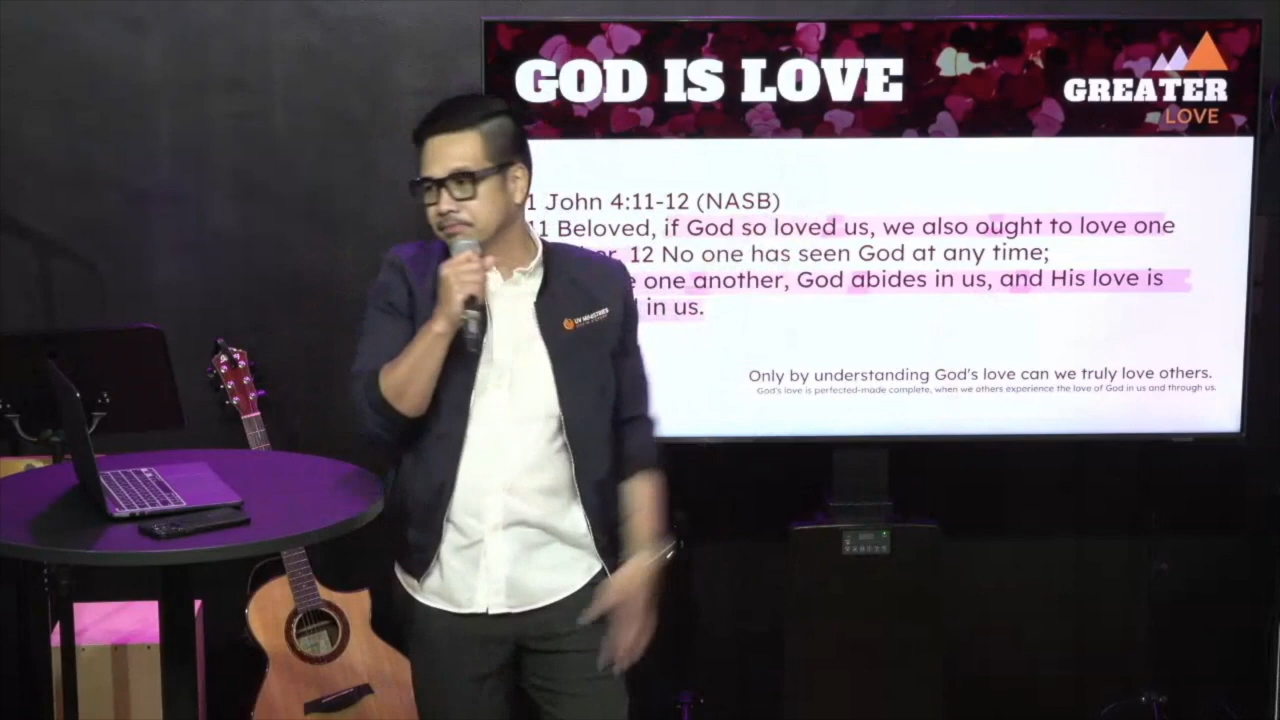 GOD IS LOVE
GREATER
LOVE
1 John 4:11-12 (NASB)
11 Beloved, if God so loved us, we also ought to love one
12 No one has seen God at any time;
one another, God abides in us, and His love is
in us.
Only by understanding God's love can we truly love others.
God's love is perfected-made complete, when we others experience the love of God in us and through us.
UV MINISTRIES